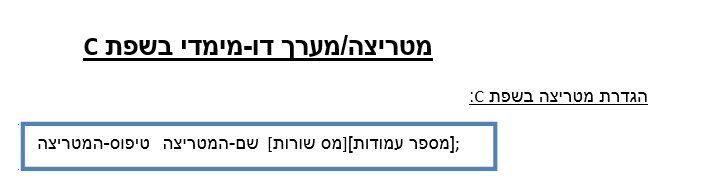 מטריצה/מערך דו-מימדי בשפת C
הגדרת מטריצה בשפת C:
טיפוס-המטריצה שם-המטריצה [מס שורות][מספר עמודות];